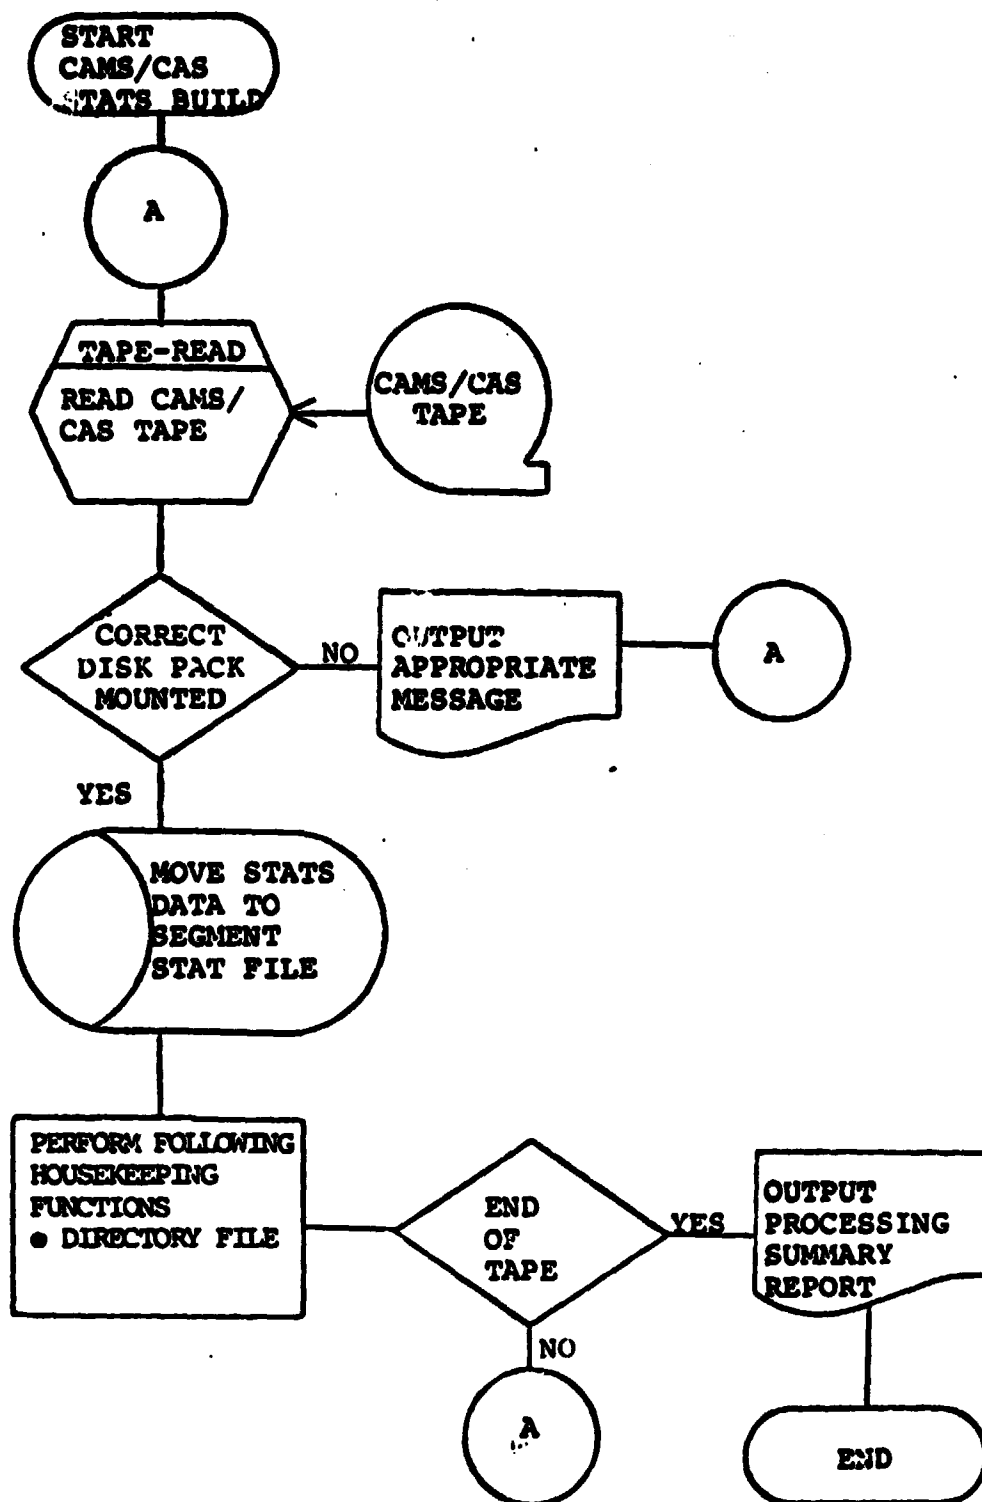 START
CAMS/CAS
STATS BUILD
A
TAPE-READ
READ CAMS/
CAS TAPE
CAMS/CAS
TAPE
CORRECT
DISK PACK
MOUNTED
NO
OUTPUT
APPROPRIATE
MESSAGE
A
YES
MOVE STATS
DATA TO
SEGMENT
STAT FILE
PERFORM FOLLOWING
HOUSEKEEPING
FUNCTIONS
● DIRECTORY FILE
END
OF
TAPE
YES
OUTPUT
PROCESSING
SUMMARY
REPORT
NO
A
END